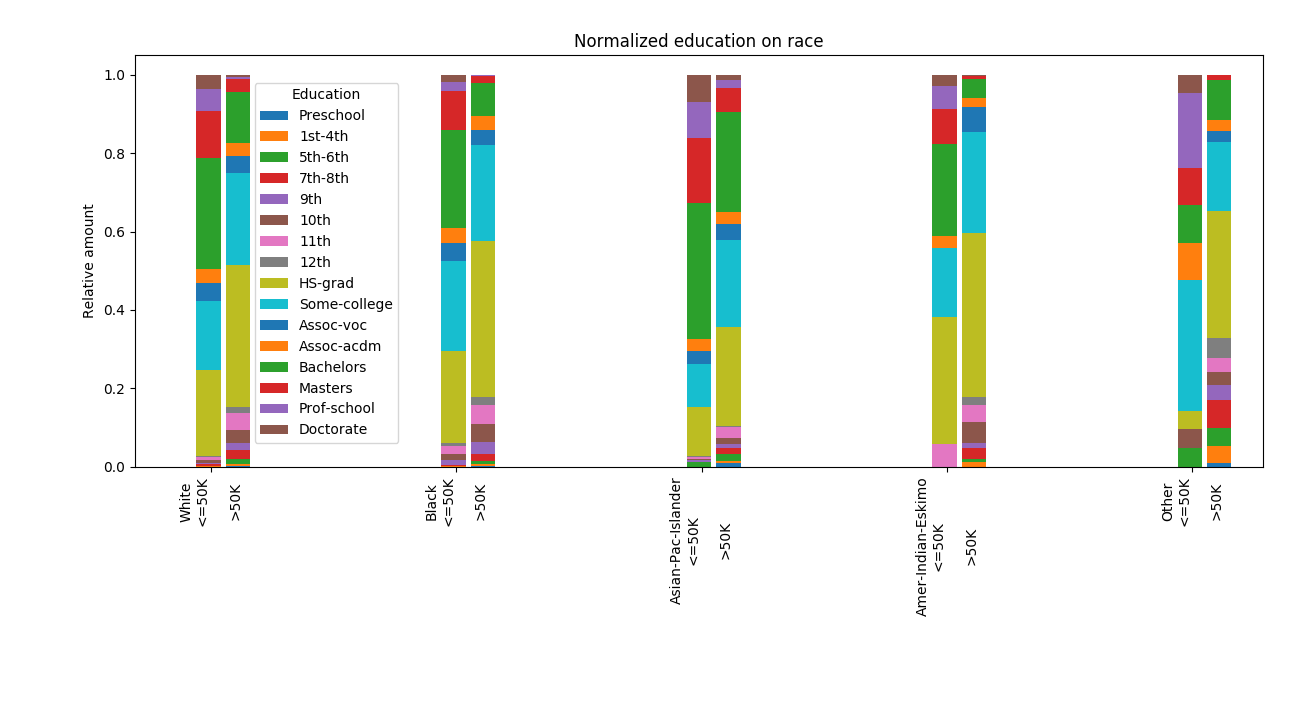 Normalized education on race
Relative amount
1.0
0.8
0.6
0.4
0.2
0.0
Education
Preschool
1st-4th
5th-6th
7th-8th
9th
10th
11th
12th
HS-grad
Some-college
Assoc-voc
Assoc-acdm
Bachelors
Masters
Prof-school
Doctorate
White
<=50K
>50K
Black
<=50K
>50K
Asian-Pac-Islander
<=50K
>50K
Amer-Indian-Eskimo
<=50K
>50K
Other
<=50K
>50K